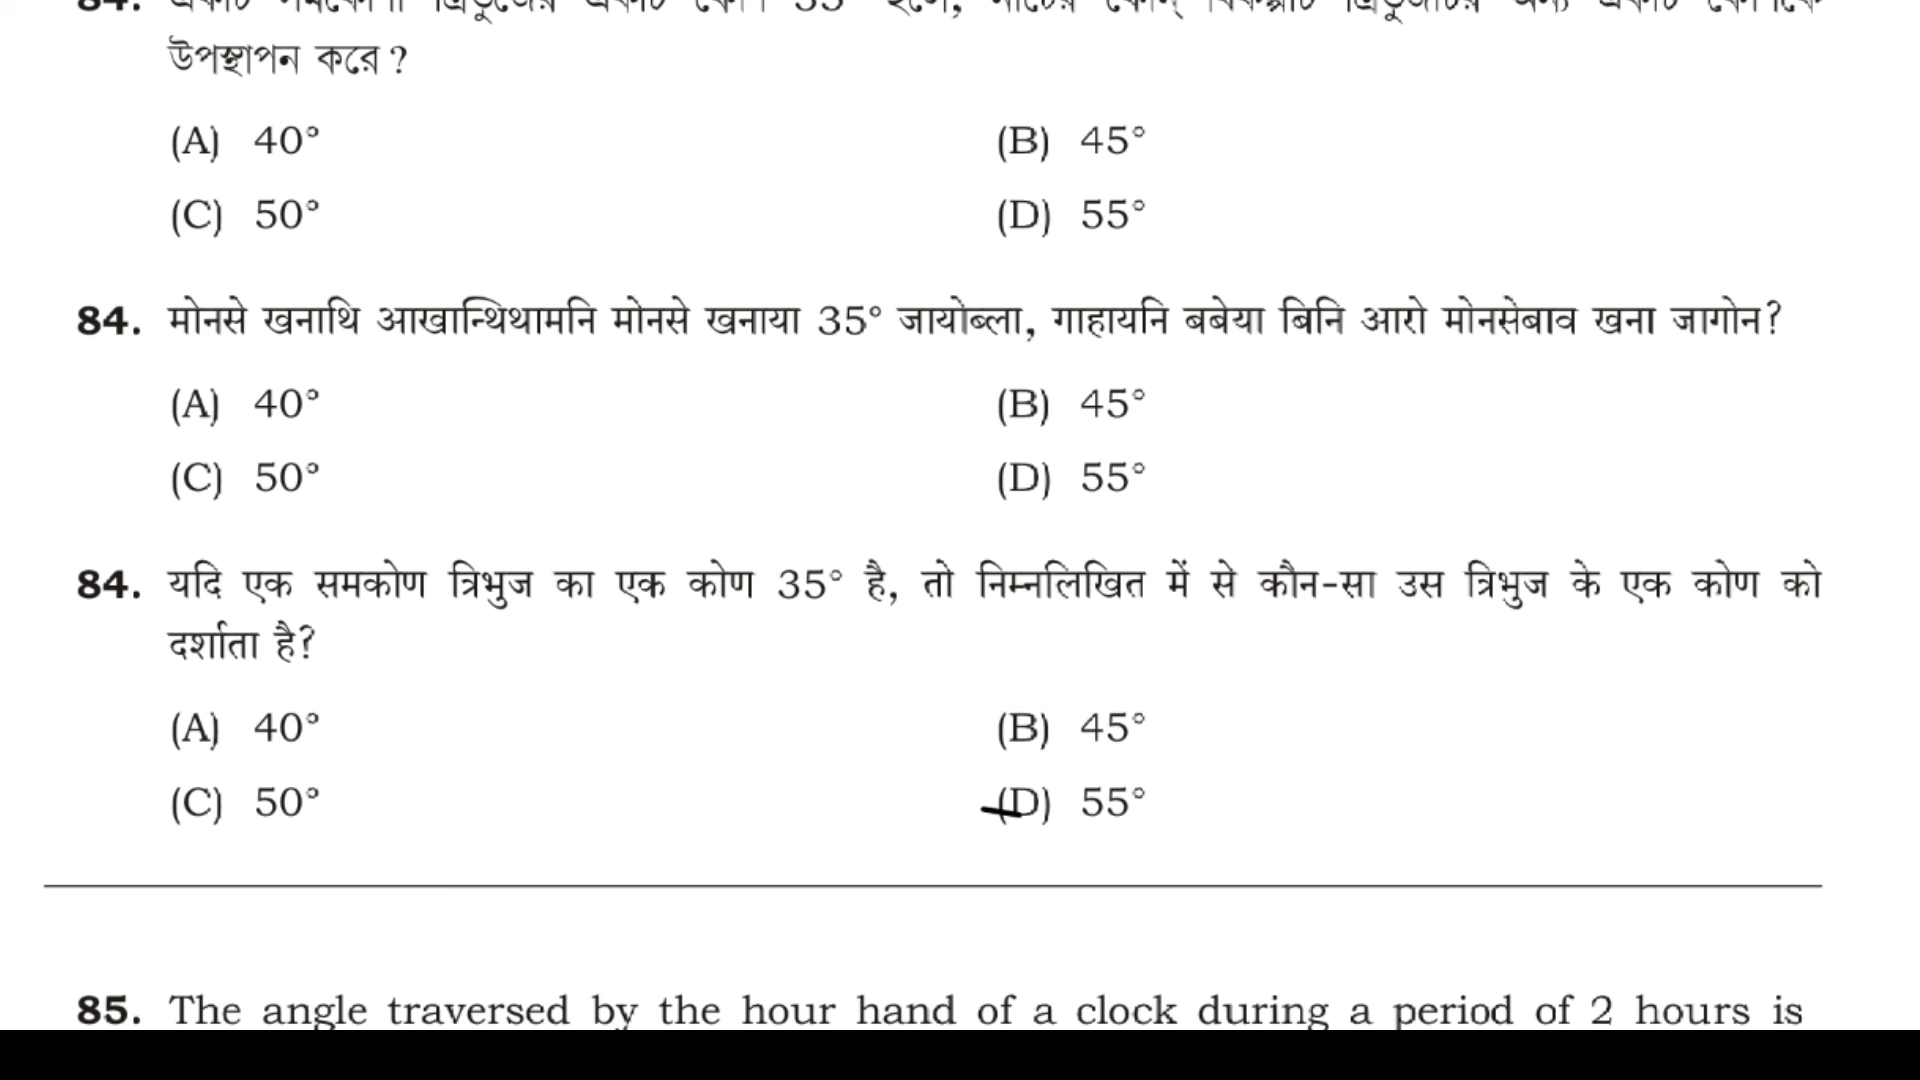 উপস্থাপন করে ?
(A) 40° (B) 45°
(C) 50° (D) 55°
84. मोनसे खनाथि आखान्थिथामनि मोनसे खनाया 35° जायोब्ला, गाहायनि बबेया बिनि आरो मोनसेबाव खना जागोन?
(A) 40° (B) 45°
(C) 50° (D) 55°
84. यदि एक समकोण त्रिभुज का एक कोण 35° है, तो निम्नलिखित में से कौन-सा उस त्रिभुज के एक कोण को
दर्शाता है?
(A) 40° (B) 45°
(C) 50° (D) 55°
85. The angle traversed by the hour hand of a clock during a period of 2 hours is